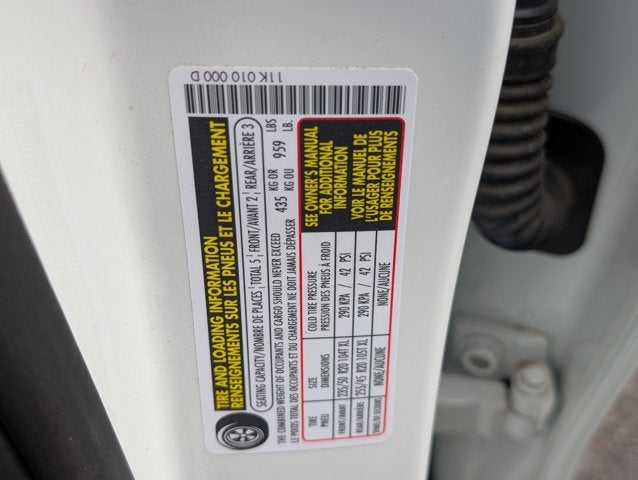 11K 010 000 D
TIRE AND LOADING INFORMATION
RENSEIGNEMENTS SUR LES PNEUS ET LE CHARGEMENT
SEATING CAPACITY/NOMBRE DE PLACES TOTAL 5 FRONT/AVANT 2 REAR/ARRIÈRE 3
THE COMBINED WEIGHT OF OCCUPANTS AND CARGO SHOULD NEVER EXCEED 435 KG OR 959 LBS
LE POIDS TOTAL DES OCCUPANTS ET DU CHARGEMENT NE DOIT JAMAIS DÉPASSER KG OU LB.
TIRE SIZE COLD TIRE PRESSURE
PNEU DIMENSIONS PRESSION DES PNEUS À FROID
FRONT/AVANT 235/50 R20 104T XL 290 KPA / 42 PSI
REAR/ARRIÈRE 255/45 R20 105T XL 290 KPA / 42 PSI
SPARE/DE SECOURS NONE/AUCUNE NONE/AUCUNE
SEE OWNER'S MANUAL
FOR ADDITIONAL
INFORMATION
VOIR LE MANUEL DE
L'USAGER POUR PLUS
DE RENSEIGNEMENTS